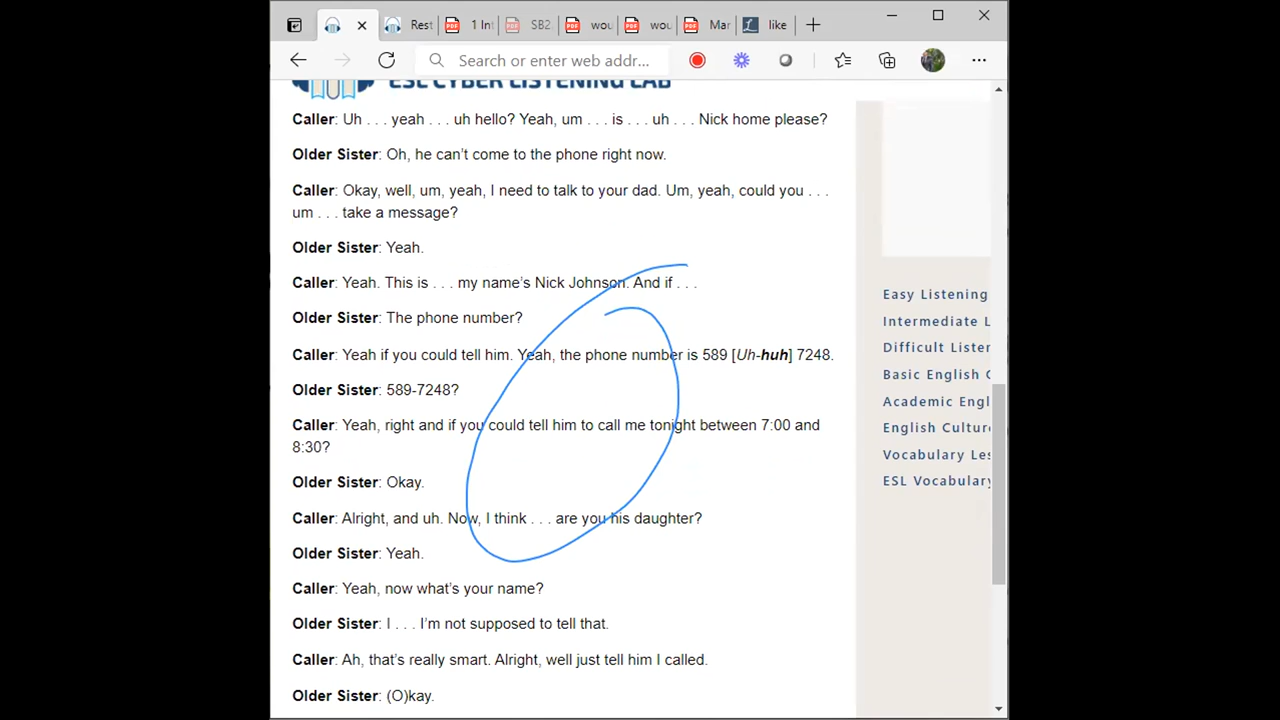 Rest
1 Int
SB2
wou
wou
Mar
like
Search or enter web addr...
ESL CYBER LISTENING LAB
Caller: Uh . . . yeah . . . uh hello? Yeah, um . . . is . . . uh . . . Nick home please?
Older Sister: Oh, he can’t come to the phone right now.
Caller: Okay, well, um, yeah, I need to talk to your dad. Um, yeah, could you . . .
um . . . take a message?
Older Sister: Yeah.
Caller: Yeah. This is . . . my name’s Nick Johnson. And if . . .
Older Sister: The phone number?
Caller: Yeah if you could tell him. Yeah, the phone number is 589 [Uh-huh] 7248.
Older Sister: 589-7248?
Caller: Yeah, right and if you could tell him to call me tonight between 7:00 and
8:30?
Older Sister: Okay.
Caller: Alright, and uh. Now, I think . . . are you his daughter?
Older Sister: Yeah.
Caller: Yeah, now what’s your name?
Older Sister: I . . . I’m not supposed to tell that.
Caller: Ah, that’s really smart. Alright, well just tell him I called.
Older Sister: (O)kay.
Easy Listening
Intermediate L
Difficult Listen
Basic English C
Academic Engl
English Culture
Vocabulary Les
ESL Vocabulary